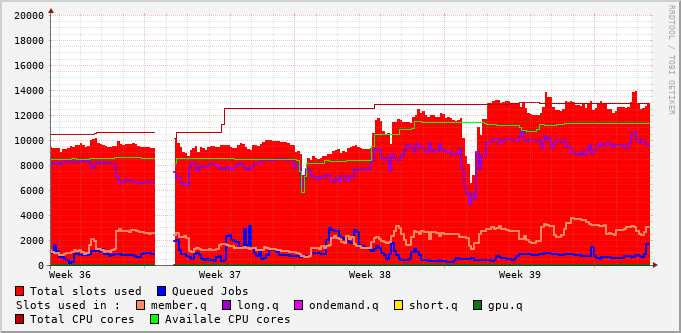 RRDTOOL / TOBI OETIKER
20000
18000
16000
14000
12000
10000
8000
6000
4000
2000
0
Week 36 Week 37 Week 38 Week 39
Total slots used Queued Jobs
Slots used in : member.q long.q ondemand.q short.q gpu.q
Total CPU cores Availale CPU cores